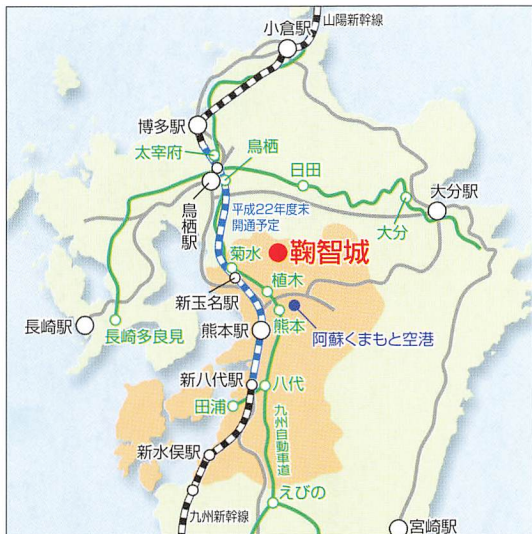 山陽新幹線
小倉駅
博多駅
太宰府
鳥栖
日田
大分駅
鳥栖駅
大分
平成22年度末
開通予定
鞠智城
菊水
植木
新玉名駅
長崎駅
長崎多良見
熊本駅
熊本
阿蘇くまもと空港
新八代駅
八代
田浦
九州自動車道
新水俣駅
えびの
九州新幹線
宮崎駅